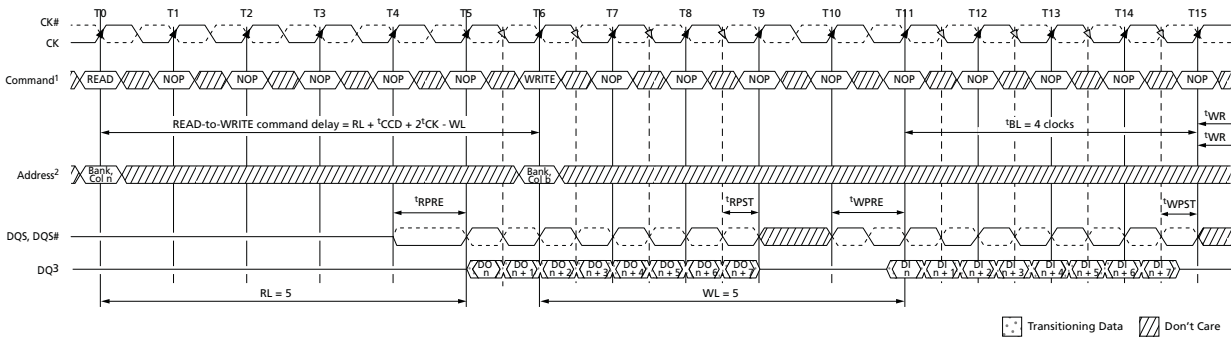 T0 T1 T2 T3 T4 T5 T6 T7 T8 T9 T10 T11 T12 T13 T14 T15
CK#
CK
Command¹ READ NOP NOP NOP NOP NOP WRITE NOP NOP NOP NOP NOP NOP NOP NOP NOP
tWR
READ-to-WRITE command delay = RL + tCCD + 2tCK - WL tBL = 4 clocks
tWR
Address² Bank, Col n Bank, Col b
tRPRE tRPST tWPRE tWPST
DQS, DQS#
DQ³ DO n DO n + 1 DO n + 2 DO n + 3 DO n + 4 DO n + 5 DO n + 6 DO n + 7 DI n DI n + 1 DI n + 2 DI n + 3 DI n + 4 DI n + 5 DI n + 6 DI n + 7
RL = 5 WL = 5
Transitioning Data Don't Care